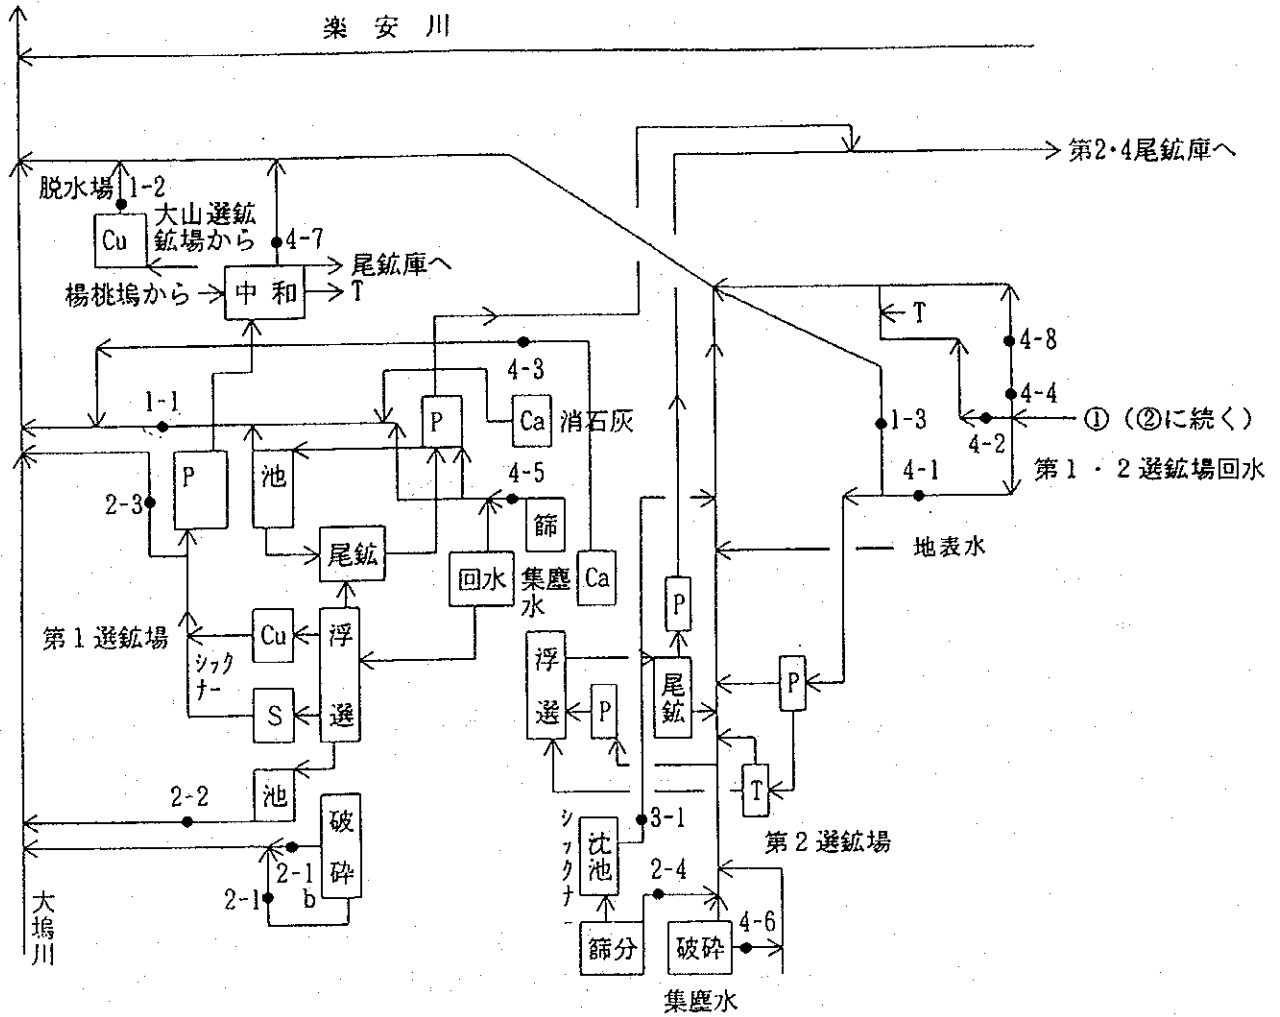 楽安川
第2・4尾鉱庫へ
脱水場
1-2
大山選鉱
鉱場から
Cu
4-7
尾鉱庫へ
楊桃塢から
中和
T
T
4-8
4-3
4-4
1-1
P
Ca
消石灰
1-3
①(②に続く)
4-2
P
池
4-5
4-1
第1・2選鉱場回水
2-3
篩
尾鉱
地表水
回水
集塵
水
Ca
P
第1選鉱場
Cu
浮
選
シック
ナー
浮
選
尾
鉱
P
S
P
2-2
池
T
破
砕
シックナー
沈
池
3-1
第2選鉱場
2-1
b
2-1
2-4
大塢川
篩分
破砕
4-6
集塵水